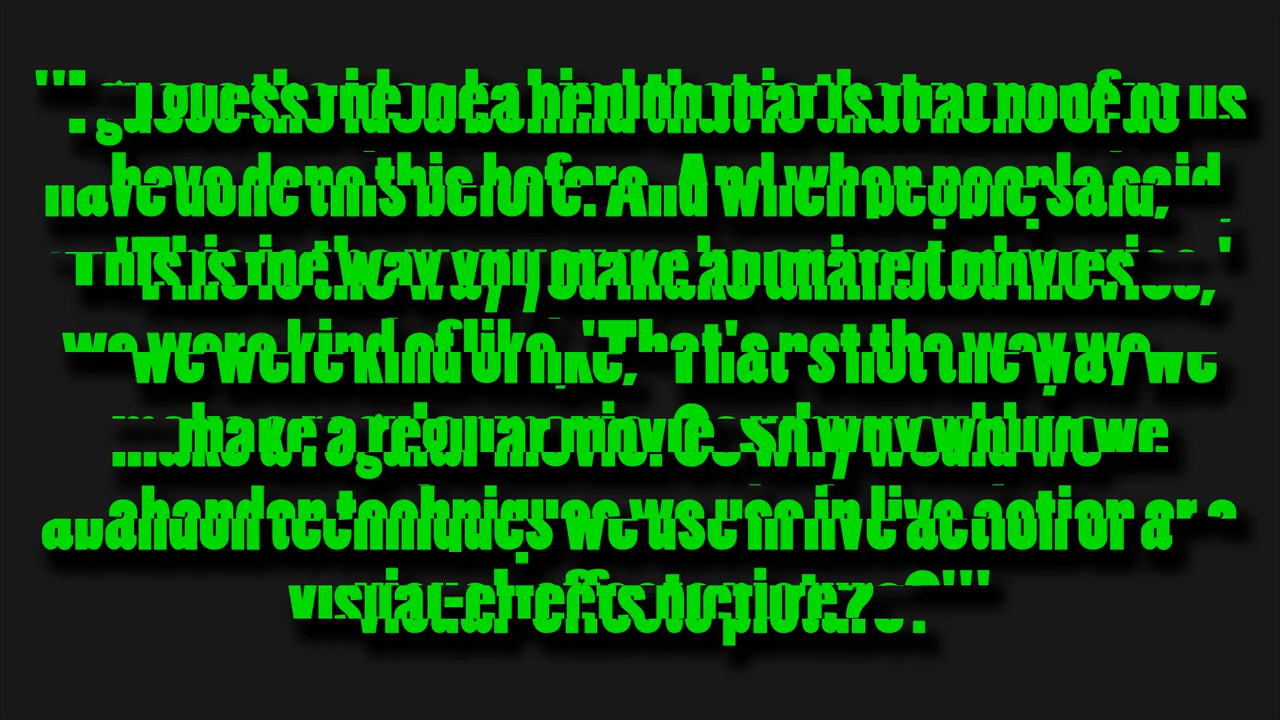 "'I guess the idea behind that is that none of us
have done this before. And when people said,
'This is the way you make animated movies,'
we were kind of like, 'That's not the way we
make a regular movie. So why would we
abandon techniques we use in live action or a
visual-effects picture?'"